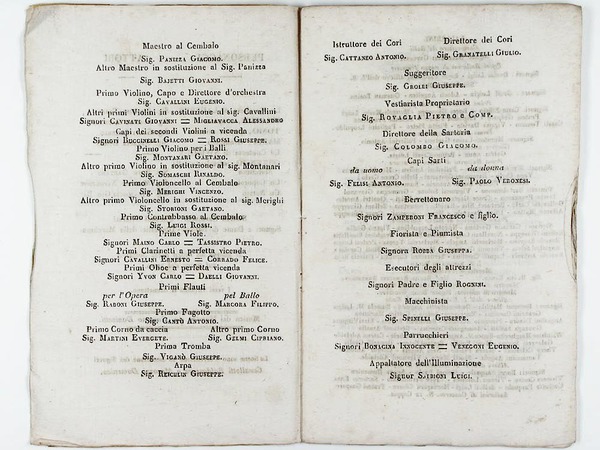 Maestro al Cembalo
Sig. Panizza Giacomo.
Altro Maestro in sostituzione al Sig. Panizza
Sig. Bajetti Giovanni.
Primo Violino, Capo e Direttore d'orchestra
Sig. Cavallini Eugenio.
Altri primi Violini in sostituzione al sig. Cavallini
Signori Cavinati Giovanni = Migliavacca Alessandro
Capi dei secondi Violini a vicenda
Signori Buccinelli Giacomo = Rossi Giuseppe.
Primo Violino per i Balli
Sig. Montanari Gaetano.
Altro primo Violino in sostituzione al sig. Montanari
Sig. Somaschi Rinaldo.
Primo Violoncello al Cembalo
Sig. Merighi Vincenzo.
Altro primo Violoncello in sostituzione al sig. Merighi
Sig. Storioni Gaetano.
Primo Contrabbasso al Cembalo
Sig. Luigi Rossi.
Prime Viole.
Signori Maino Carlo = Tassistro Pietro.
Primi Clarinetti a perfetta vicenda
Signori Cavallini Ernesto = Corrado Felice.
Primi Oboe a perfetta vicenda
Signori Yvon Carlo = Daelli Giovanni.
Primi Flauti
per l'Opera pel Ballo
Sig. Raboni Giuseppe. Sig. Marcora Filippo.
Primo Fagotto
Sig. Cantù Antonio.
Primo Corno da caccia Altro primo Corno
Sig. Martini Evergete. Sig. Gelmi Cipriano.
Prima Tromba
Sig. Viganò Giuseppe.
Arpa
Sig. Reichlin Giuseppe.
Istruttore dei Cori Direttore dei Cori
Sig. Cattaneo Antonio. Sig. Granatelli Giulio.
Suggeritore
Sig. Grolli Giuseppe.
Vestiarista Proprietario
Sig. Rovaglia Pietro e Comp.
Direttore della Sartoria
Sig. Colombo Giacomo.
Capi Sarti
da uomo da donna
Sig. Felisi Antonio. Sig. Paolo Veronesi.
Berrettonaro
Signori Zamperoni Francesco e figlio.
Fiorista e Piumista
Signora Robba Giuseppa.
Esecutori degli attrezzi
Signori Padre e Figlio Rognini.
Macchinista
Sig. Spinelli Giuseppe.
Parrucchieri
Signori Bonacina Innocente = Venegoni Eugenio.
Appaltatore dell'Illuminazione
Signor Luigi.